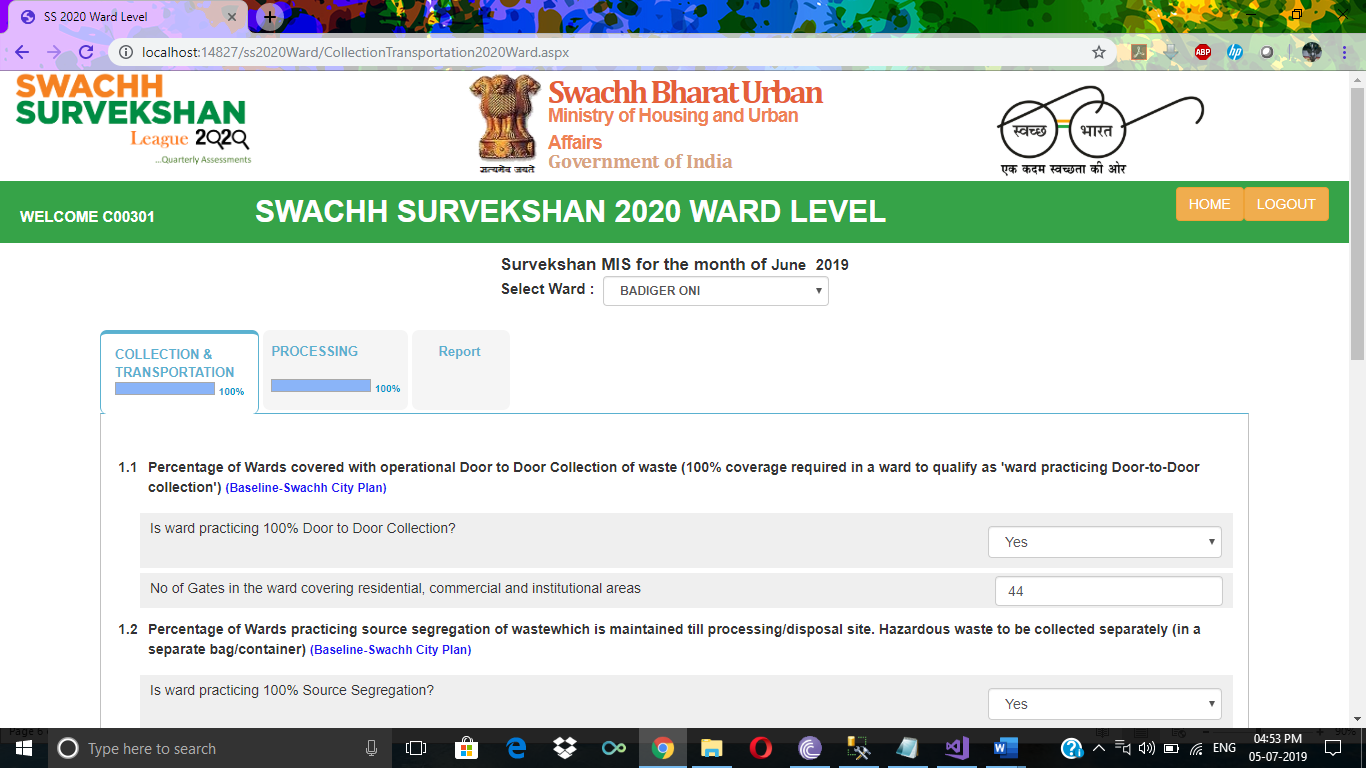 SS 2020 Ward Level
localhost:14827/ss2020Ward/CollectionTransportation2020Ward.aspx
ABP
hp
SWACHH
SURVEKSHAN
League 2020
...Quarterly Assessments
सत्यमेव जयते
Swachh Bharat Urban
Ministry of Housing and Urban
Affairs
Government of India
स्वच्छ भारत
एक कदम स्वच्छता की ओर
WELCOME C00301
SWACHH SURVEKSHAN 2020 WARD LEVEL
HOME
LOGOUT
Survekshan MIS for the month of June 2019
Select Ward : BADIGER ONI
COLLECTION &
TRANSPORTATION
100%
PROCESSING
100%
Report
1.1 Percentage of Wards covered with operational Door to Door Collection of waste (100% coverage required in a ward to qualify as 'ward practicing Door-to-Door
collection') (Baseline-Swachh City Plan)
Is ward practicing 100% Door to Door Collection?
Yes
No of Gates in the ward covering residential, commercial and institutional areas
44
1.2 Percentage of Wards practicing source segregation of wastewhich is maintained till processing/disposal site. Hazardous waste to be collected separately (in a
separate bag/container) (Baseline-Swachh City Plan)
Is ward practicing 100% Source Segregation?
Yes
Type here to search
ENG
04:53 PM
05-07-2019